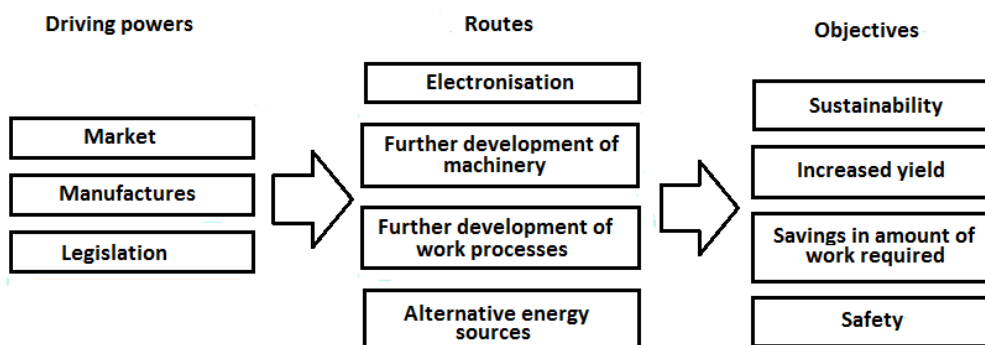 Driving powers
Routes
Objectives
Market
Manufactures
Legislation
Electronisation
Further development of
machinery
Further development of
work processes
Alternative energy
sources
Sustainability
Increased yield
Savings in amount of
work required
Safety